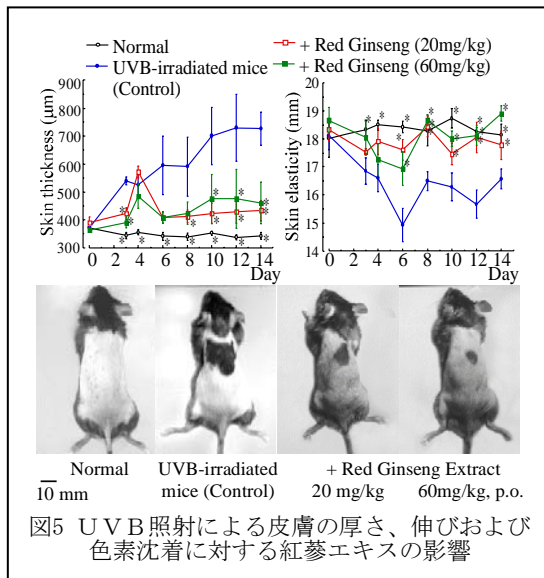 Normal
UVB-irradiated mice
(Control)
+ Red Ginseng (20mg/kg)
+ Red Ginseng (60mg/kg)
Skin thickness (μm)
900
800
700
600
500
400
300
0 2 4 6 8 10 12 14
Day
* * * * * * * * * * * * * * * * * *
Skin elasticity (mm)
20
19
18
17
16
15
14
0 2 4 6 8 10 12 14
Day
* * * * * * * * * * * * * * * * * *
Normal
UVB-irradiated
mice (Control)
+ Red Ginseng Extract
20 mg/kg 60mg/kg, p.o.
10 mm
図5 UVB照射による皮膚の厚さ、伸びおよび
色素沈着に対する紅蔘エキスの影響